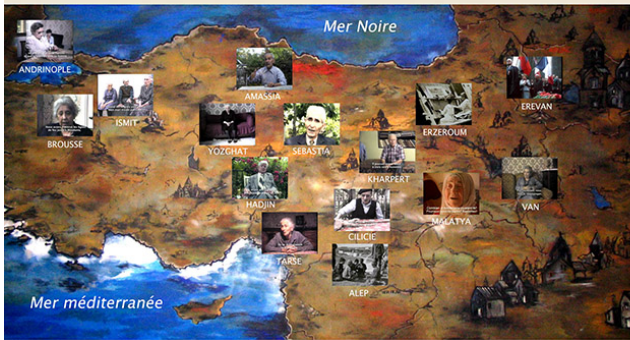 Mer Noire
ANDRINOPLE
AMASSIA
EREVAN
ISMIT
BROUSSE
YOZGHAT
SEBASTIA
ERZEROUM
KHARPERT
HADJIN
MALATYA
VAN
CILICIE
TARSE
ALEP
Mer méditerranée